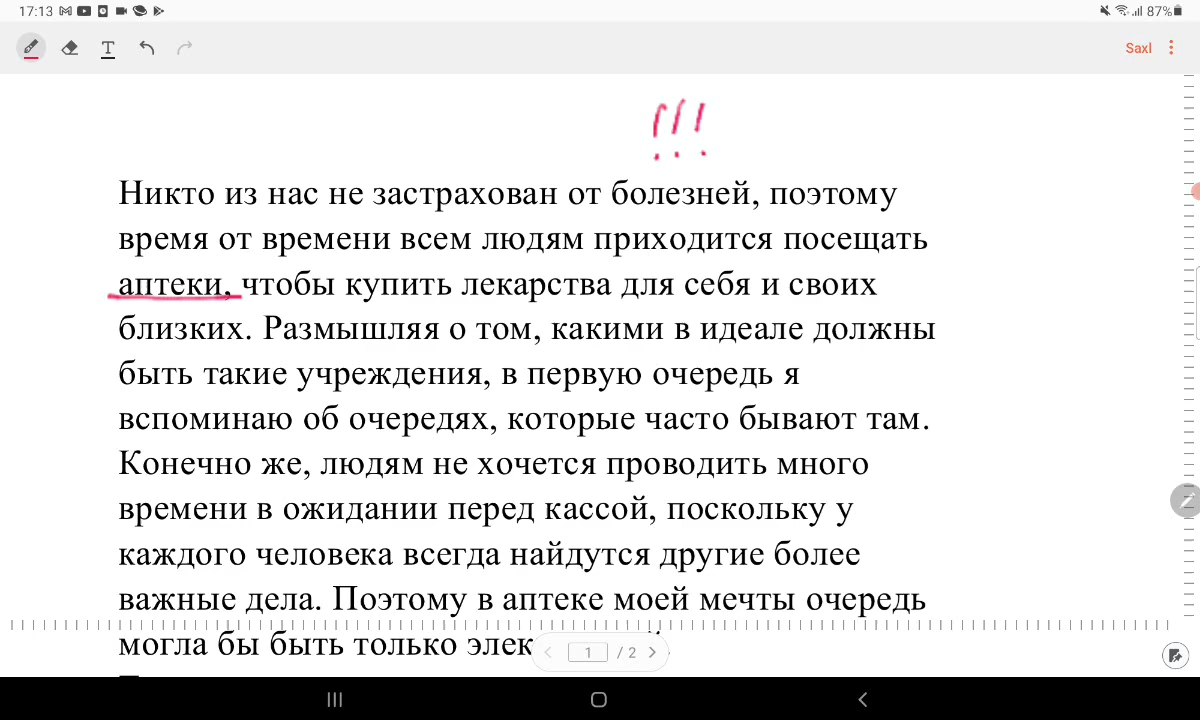 17:13 87%
T Saxl
!!!
Никто из нас не застрахован от болезней, поэтому
время от времени всем людям приходится посещать
аптеки, чтобы купить лекарства для себя и своих
близких. Размышляя о том, какими в идеале должны
быть такие учреждения, в первую очередь я
вспоминаю об очередях, которые часто бывают там.
Конечно же, людям не хочется проводить много
времени в ожидании перед кассой, поскольку у
каждого человека всегда найдутся другие более
важные дела. Поэтому в аптеке моей мечты очередь
могла бы быть только
1 / 2